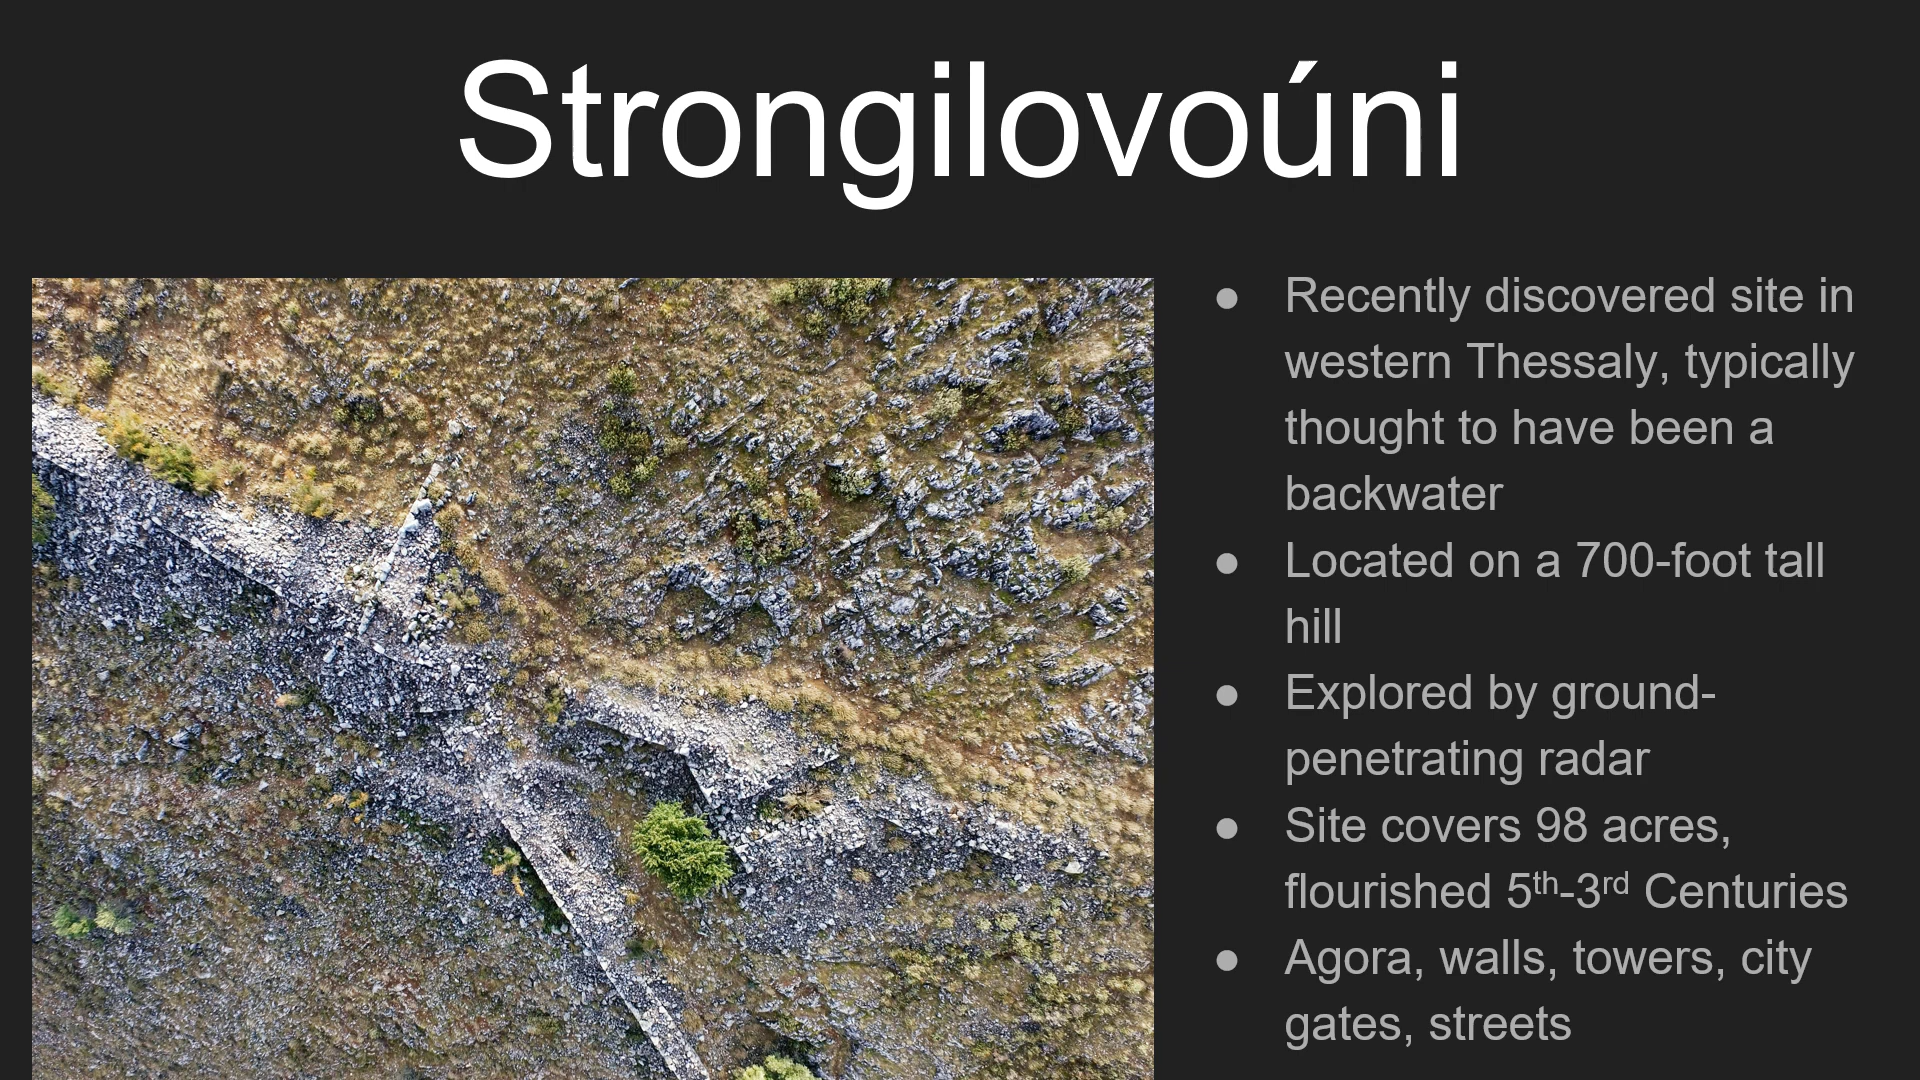 Strongilovoúni
● Recently discovered site in
western Thessaly, typically
thought to have been a
backwater
● Located on a 700-foot tall
hill
● Explored by ground-
penetrating radar
● Site covers 98 acres,
flourished 5th-3rd Centuries
● Agora, walls, towers, city
gates, streets